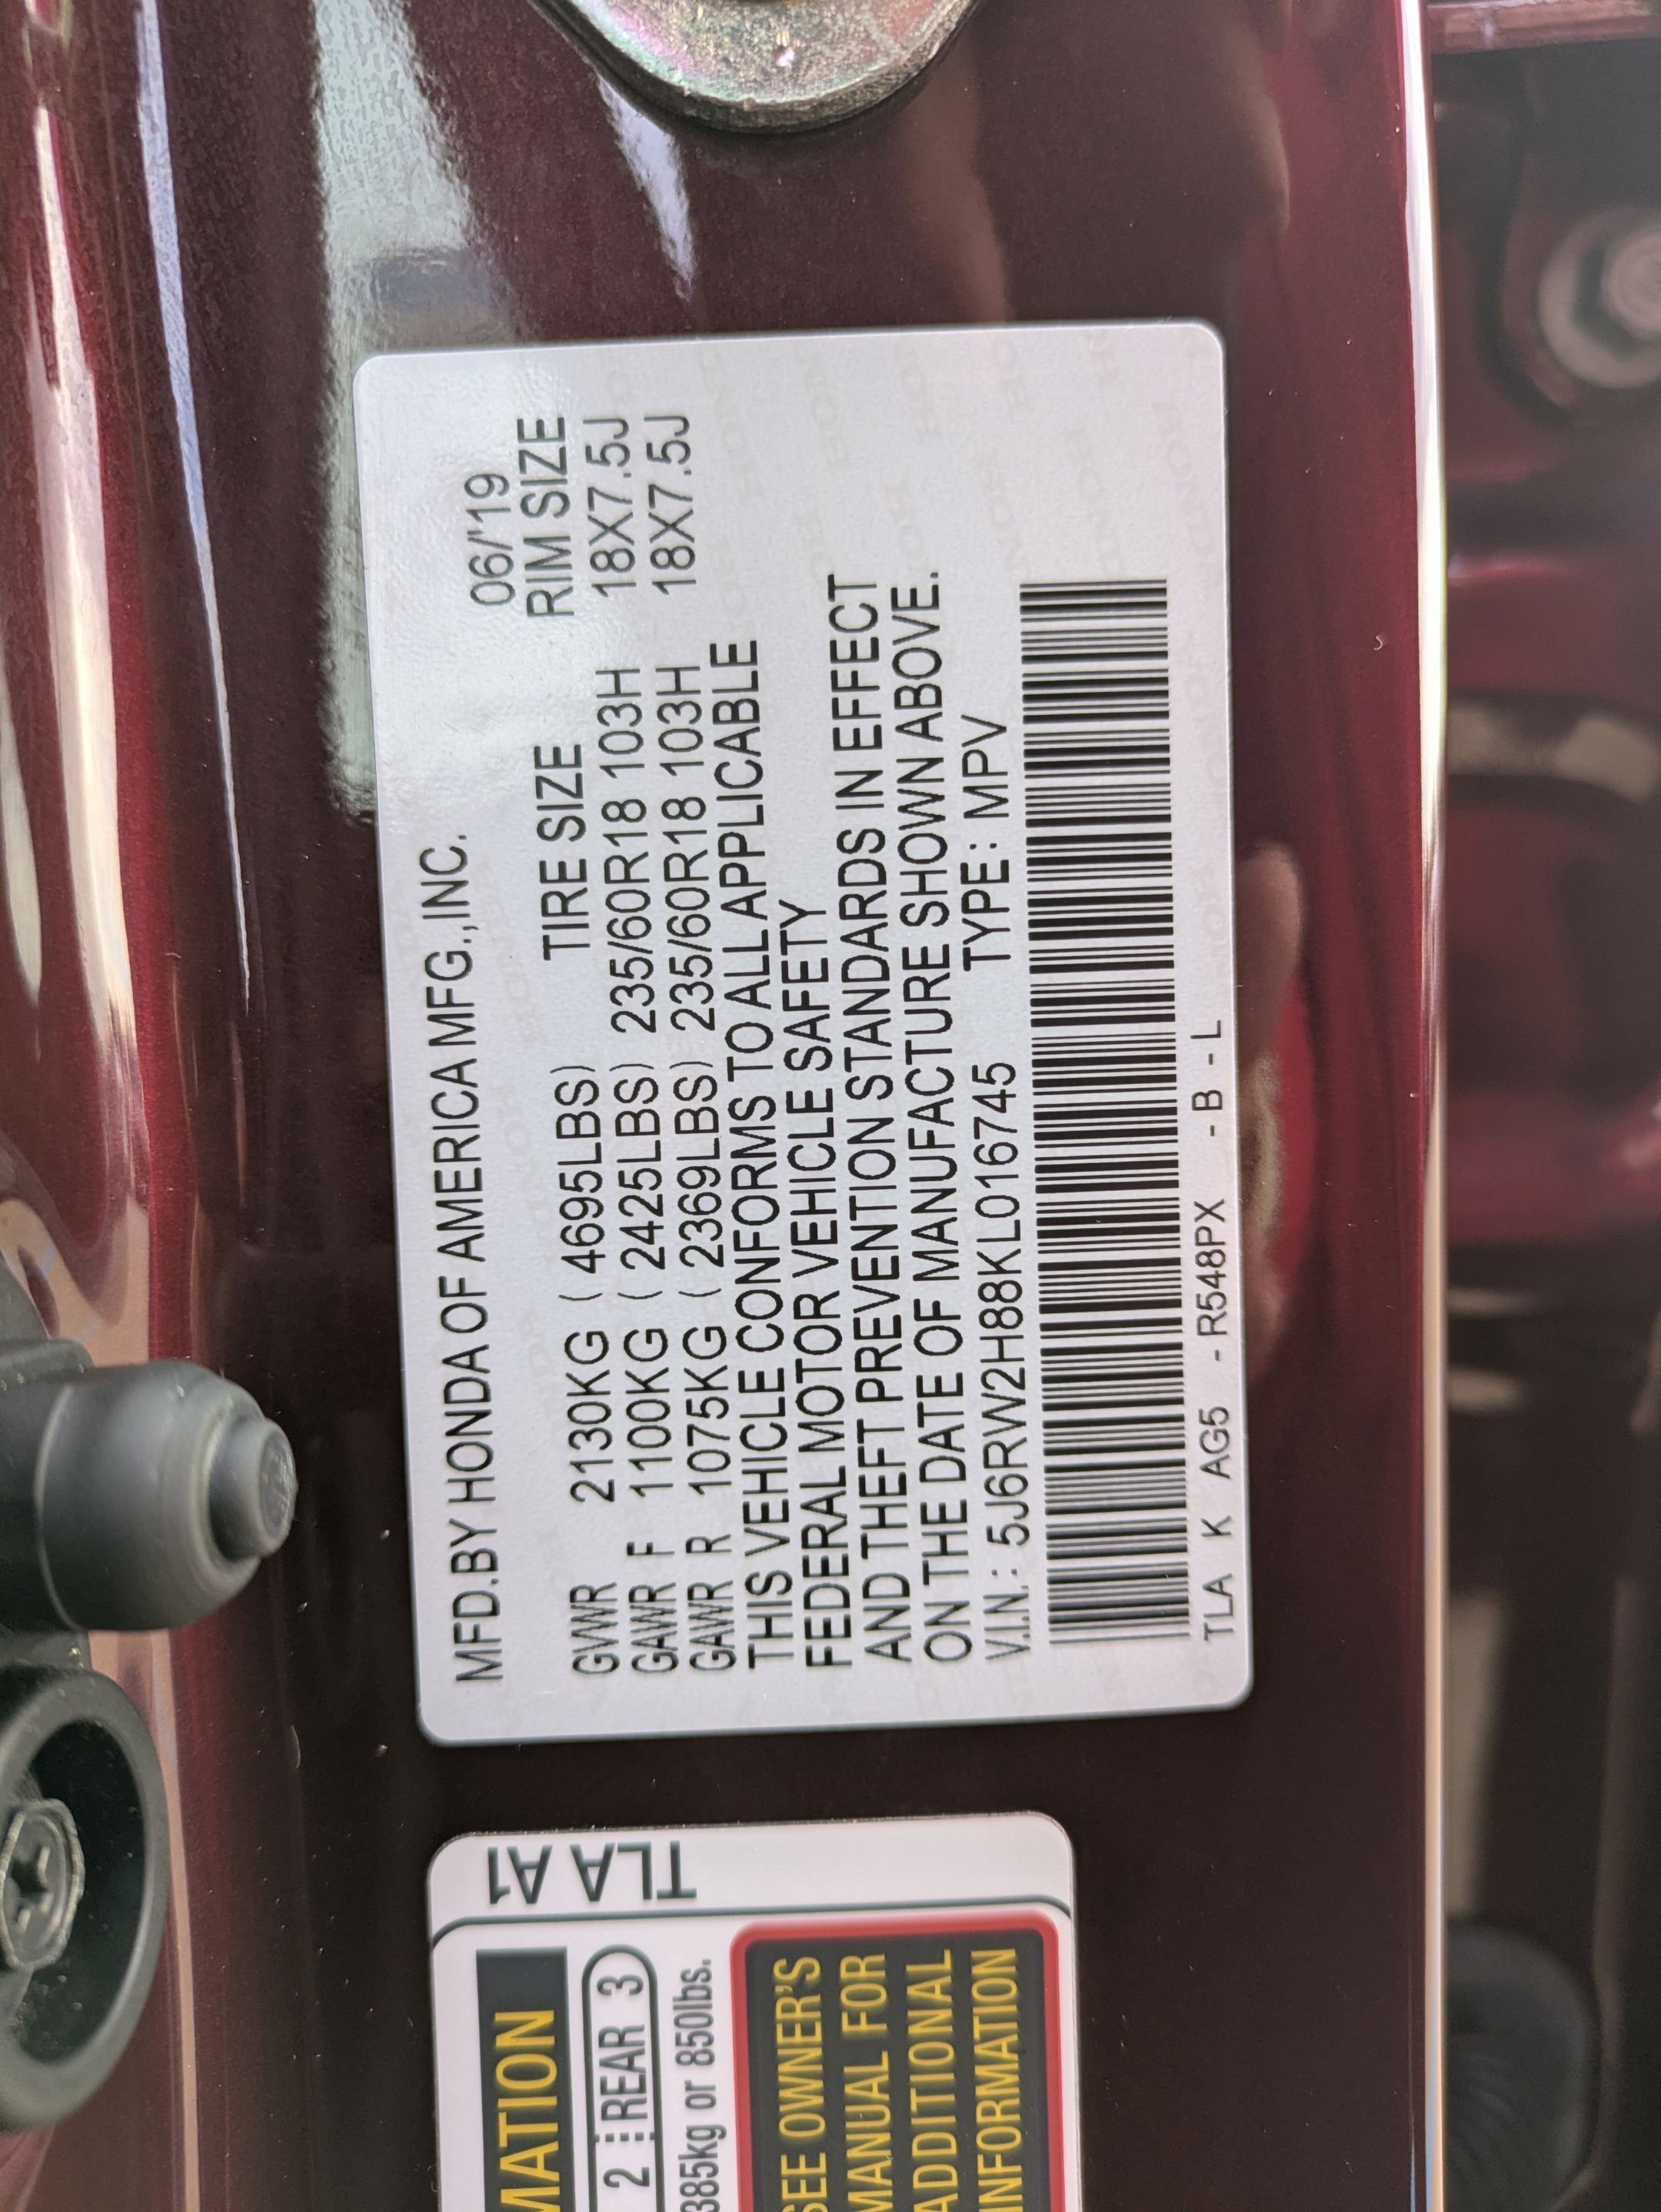 MFD.BY HONDA OF AMERICA MFG.,INC.
06/'19
TIRE SIZE RIM SIZE
GVWR 2130KG ( 4695LBS)
GAWR F 1100KG ( 2425LBS) 235/60R18 103H 18X7.5J
GAWR R 1075KG ( 2369LBS) 235/60R18 103H 18X7.5J
THIS VEHICLE CONFORMS TO ALL APPLICABLE
FEDERAL MOTOR VEHICLE SAFETY
AND THEFT PREVENTION STANDARDS IN EFFECT
ON THE DATE OF MANUFACTURE SHOWN ABOVE.
V.I.N.: 5J6RW2H88KL016745 TYPE: MPV
TLA K AG5 - R548PX - B - L
TLA A1
2 REAR 3
385kg or 850lbs.
SEE OWNER'S
MANUAL FOR
ADDITIONAL
INFORMATION